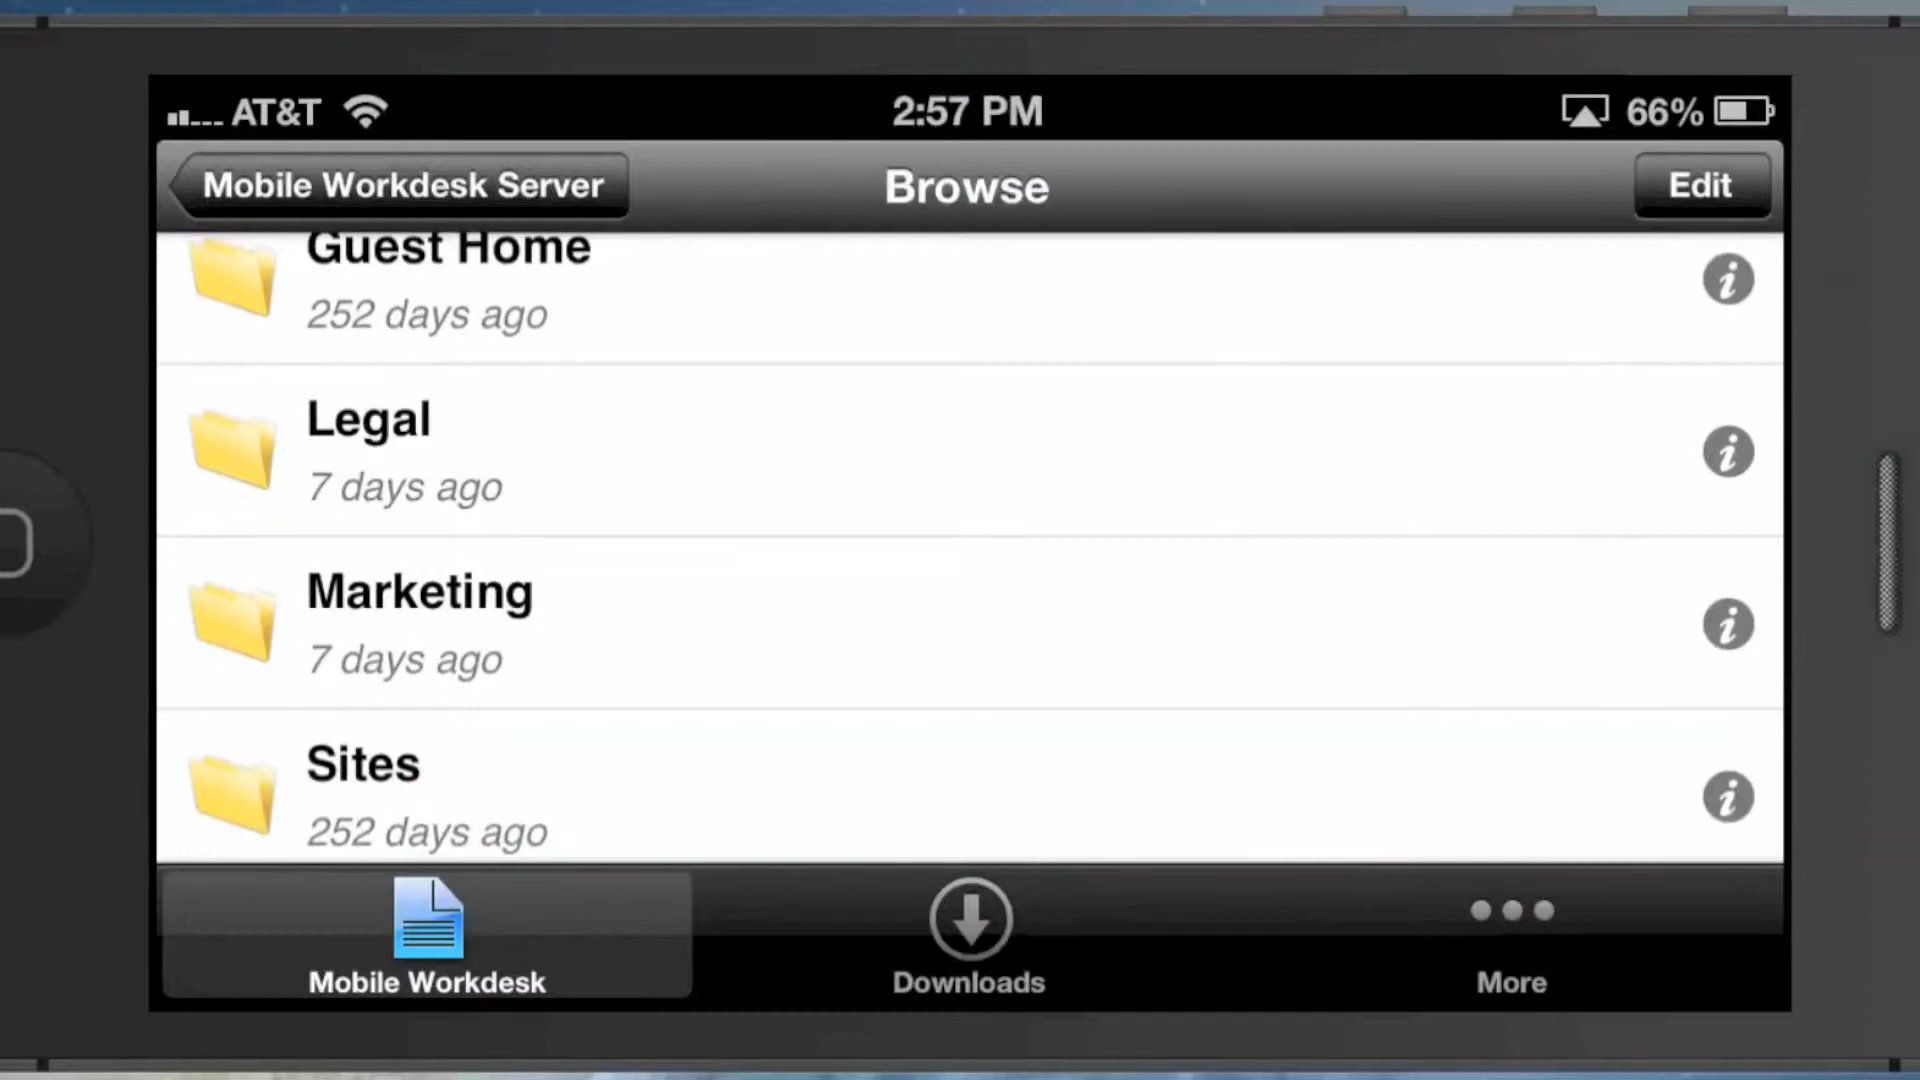 AT&T
2:57 PM
66%
Mobile Workdesk Server
Browse
Edit
Guest Home
252 days ago
Legal
7 days ago
Marketing
7 days ago
Sites
252 days ago
Mobile Workdesk
Downloads
More